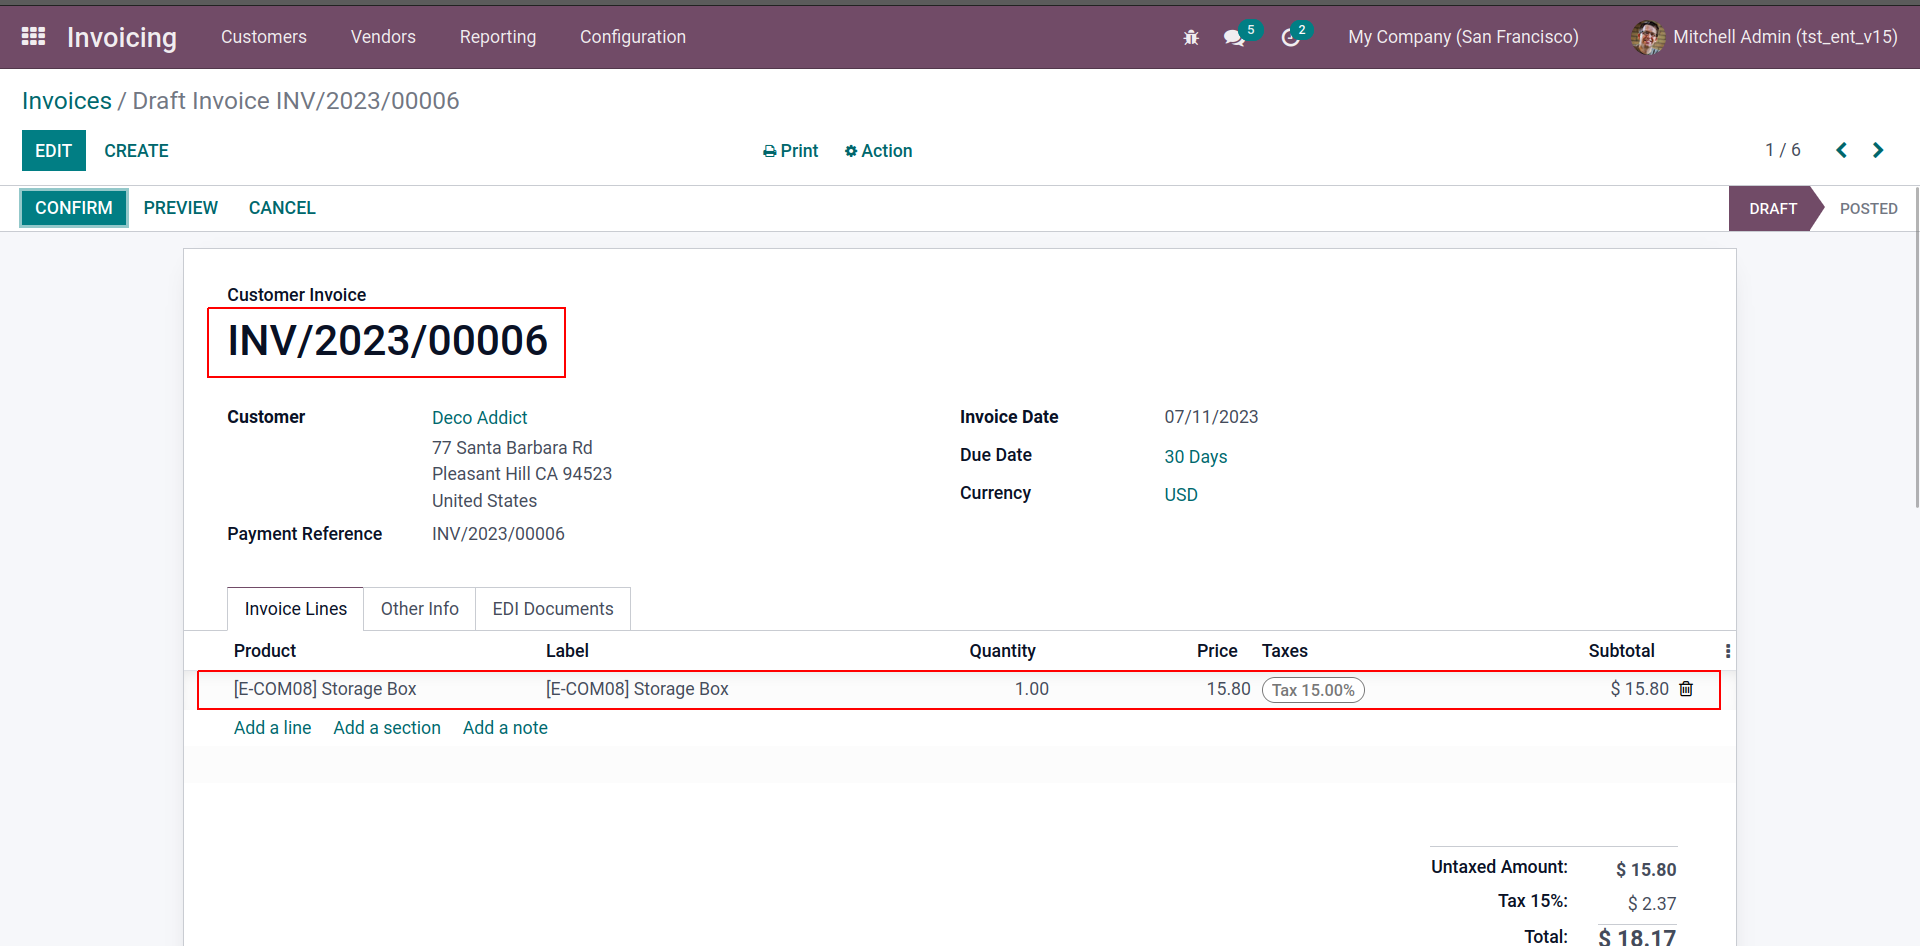 Invoicing Customers Vendors Reporting Configuration 5 2 My Company (San Francisco) Mitchell Admin (tst_ent_v15)
Invoices / Draft Invoice INV/2023/00006
EDIT CREATE Print Action 1 / 6
CONFIRM PREVIEW CANCEL DRAFT POSTED
Customer Invoice
INV/2023/00006
Customer Deco Addict Invoice Date 07/11/2023
77 Santa Barbara Rd Due Date 30 Days
Pleasant Hill CA 94523
United States Currency USD
Payment Reference INV/2023/00006
Invoice Lines Other Info EDI Documents
Product Label Quantity Price Taxes Subtotal
[E-COM08] Storage Box [E-COM08] Storage Box 1.00 15.80 Tax 15.00% $ 15.80
Add a line Add a section Add a note
Untaxed Amount: $ 15.80
Tax 15%: $ 2.37
Total: $ 18.17